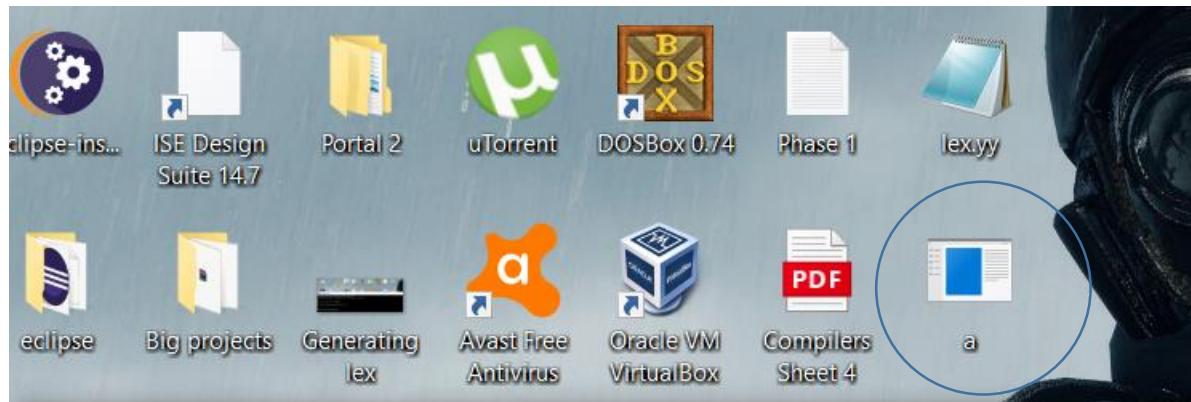 BOX
DOS
clipse-ins...
ISE Design
Suite 14.7
Portal 2
µTorrent
DOSBox 0.74
Phase 1
lex.yy
PDF
eclipse
Big projects
Generating
lex
a
Avast Free
Antivirus
Oracle VM
VirtualBox
Compilers
Sheet 4
a